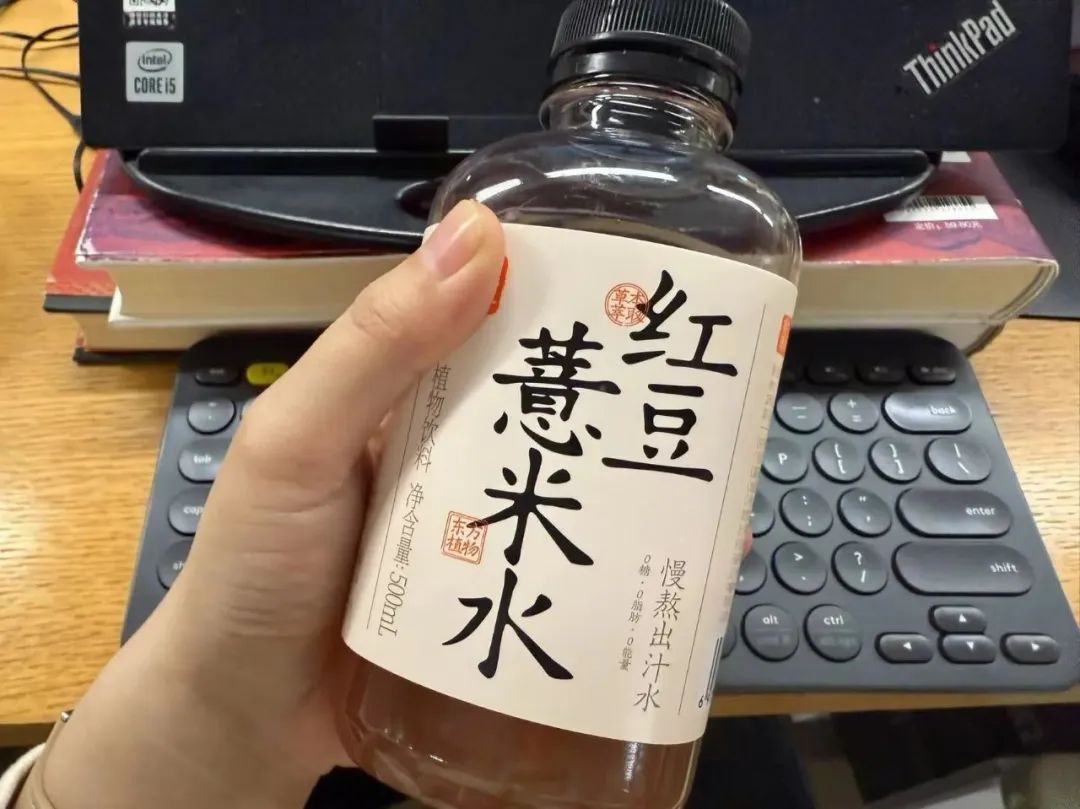 intel
CORE i5
ThinkPad
红豆
薏米水
草本
萃取
东方
植物
植物饮料 净含量:500mL
慢熬出汁水
0糖·0脂肪·0能量
back
tab
P
{ [
} ]
| \
: ;
" '
enter
> .
? /
shift
alt
ctrl